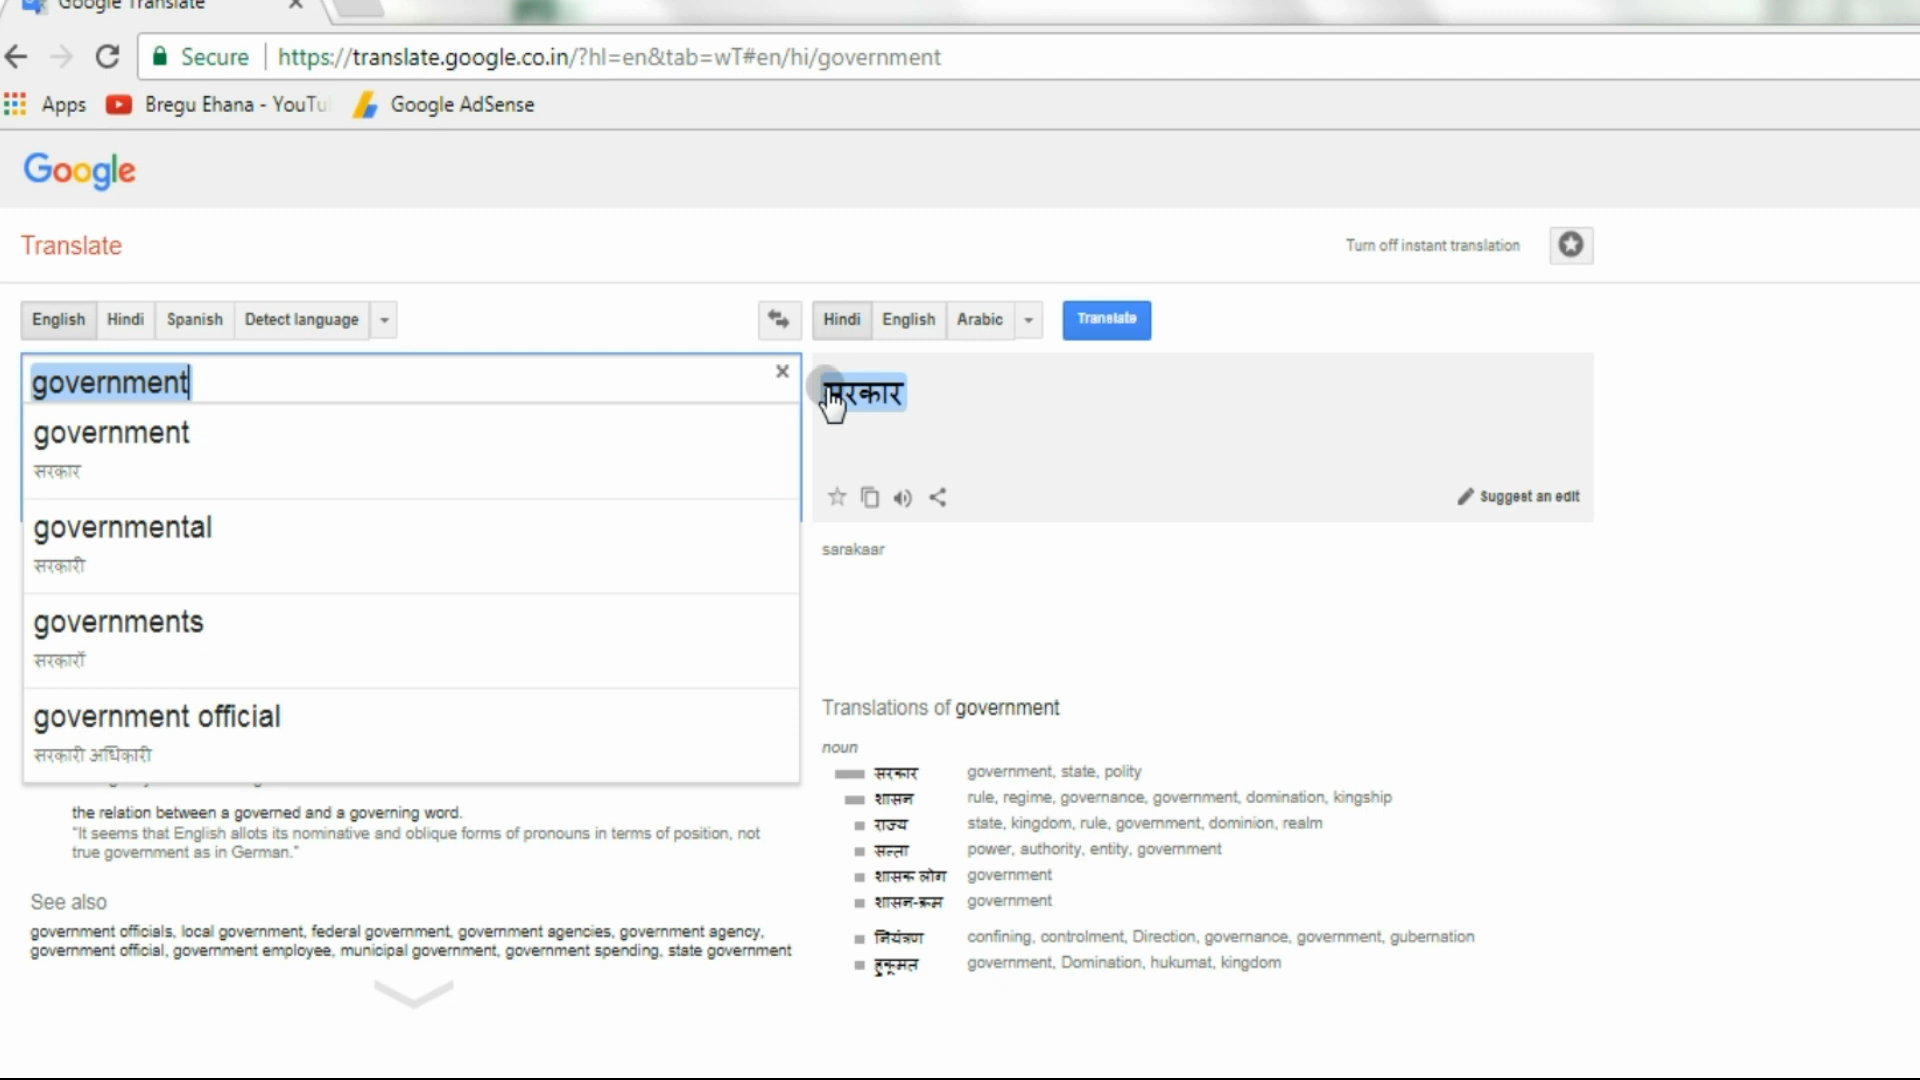 Google Translate
Secure https://translate.google.co.in/?hl=en&tab=wT#en/hi/government
Apps Bregu Ehana - YouTu Google AdSense
Google
Translate
Turn off instant translation
English Hindi Spanish Detect language
Hindi English Arabic Translate
government
government
सरकार
governmental
सरकारी
governments
सरकारों
government official
सरकारी अधिकारी
the relation between a governed and a governing word.
"It seems that English allots its nominative and oblique forms of pronouns in terms of position, not
true government as in German."
See also
government officials, local government, federal government, government agencies, government agency,
government official, government employee, municipal government, government spending, state government
सरकार
Suggest an edit
sarakaar
Translations of government
noun
सरकार government, state, polity
शासन rule, regime, governance, government, domination, kingship
राज्य state, kingdom, rule, government, dominion, realm
सत्ता power, authority, entity, government
शासक लोग government
शासन-क्रम government
नियंत्रण confining, controlment, Direction, governance, government, gubernation
हुकूमत government, Domination, hukumat, kingdom